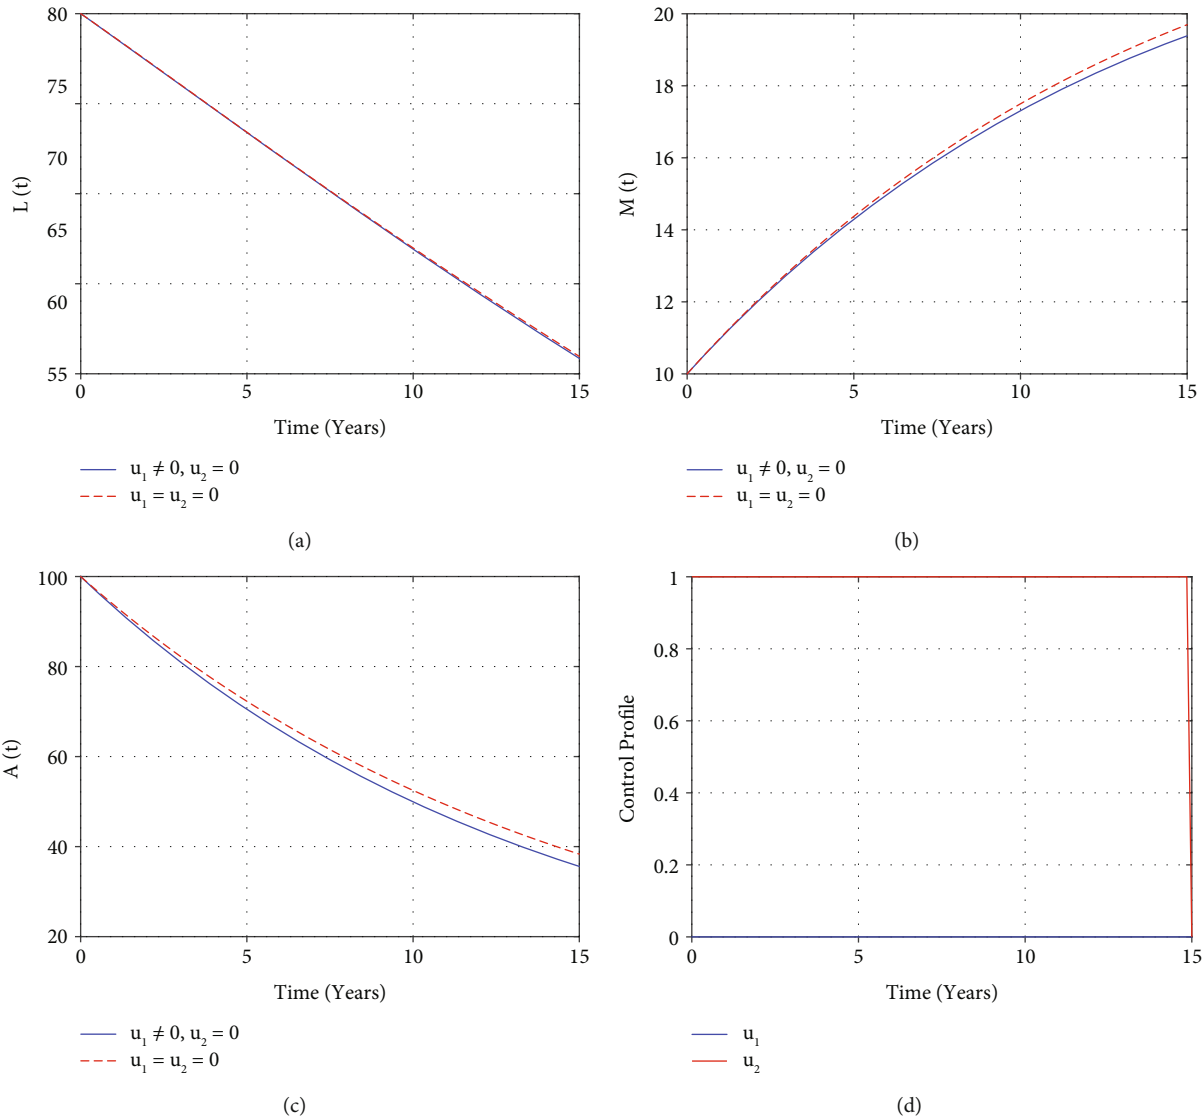 80
75
70
65
60
55
L (t)
0 5 10 15
Time (Years)
u₁ ≠ 0, u₂ = 0
u₁ = u₂ = 0
(a)
20
18
16
14
12
10
M (t)
0 5 10 15
Time (Years)
u₁ ≠ 0, u₂ = 0
u₁ = u₂ = 0
(b)
100
80
60
40
20
A (t)
0 5 10 15
Time (Years)
u₁ ≠ 0, u₂ = 0
u₁ = u₂ = 0
(c)
1
0.8
0.6
0.4
0.2
0
Control Profile
0 5 10 15
Time (Years)
u₁
u₂
(d)